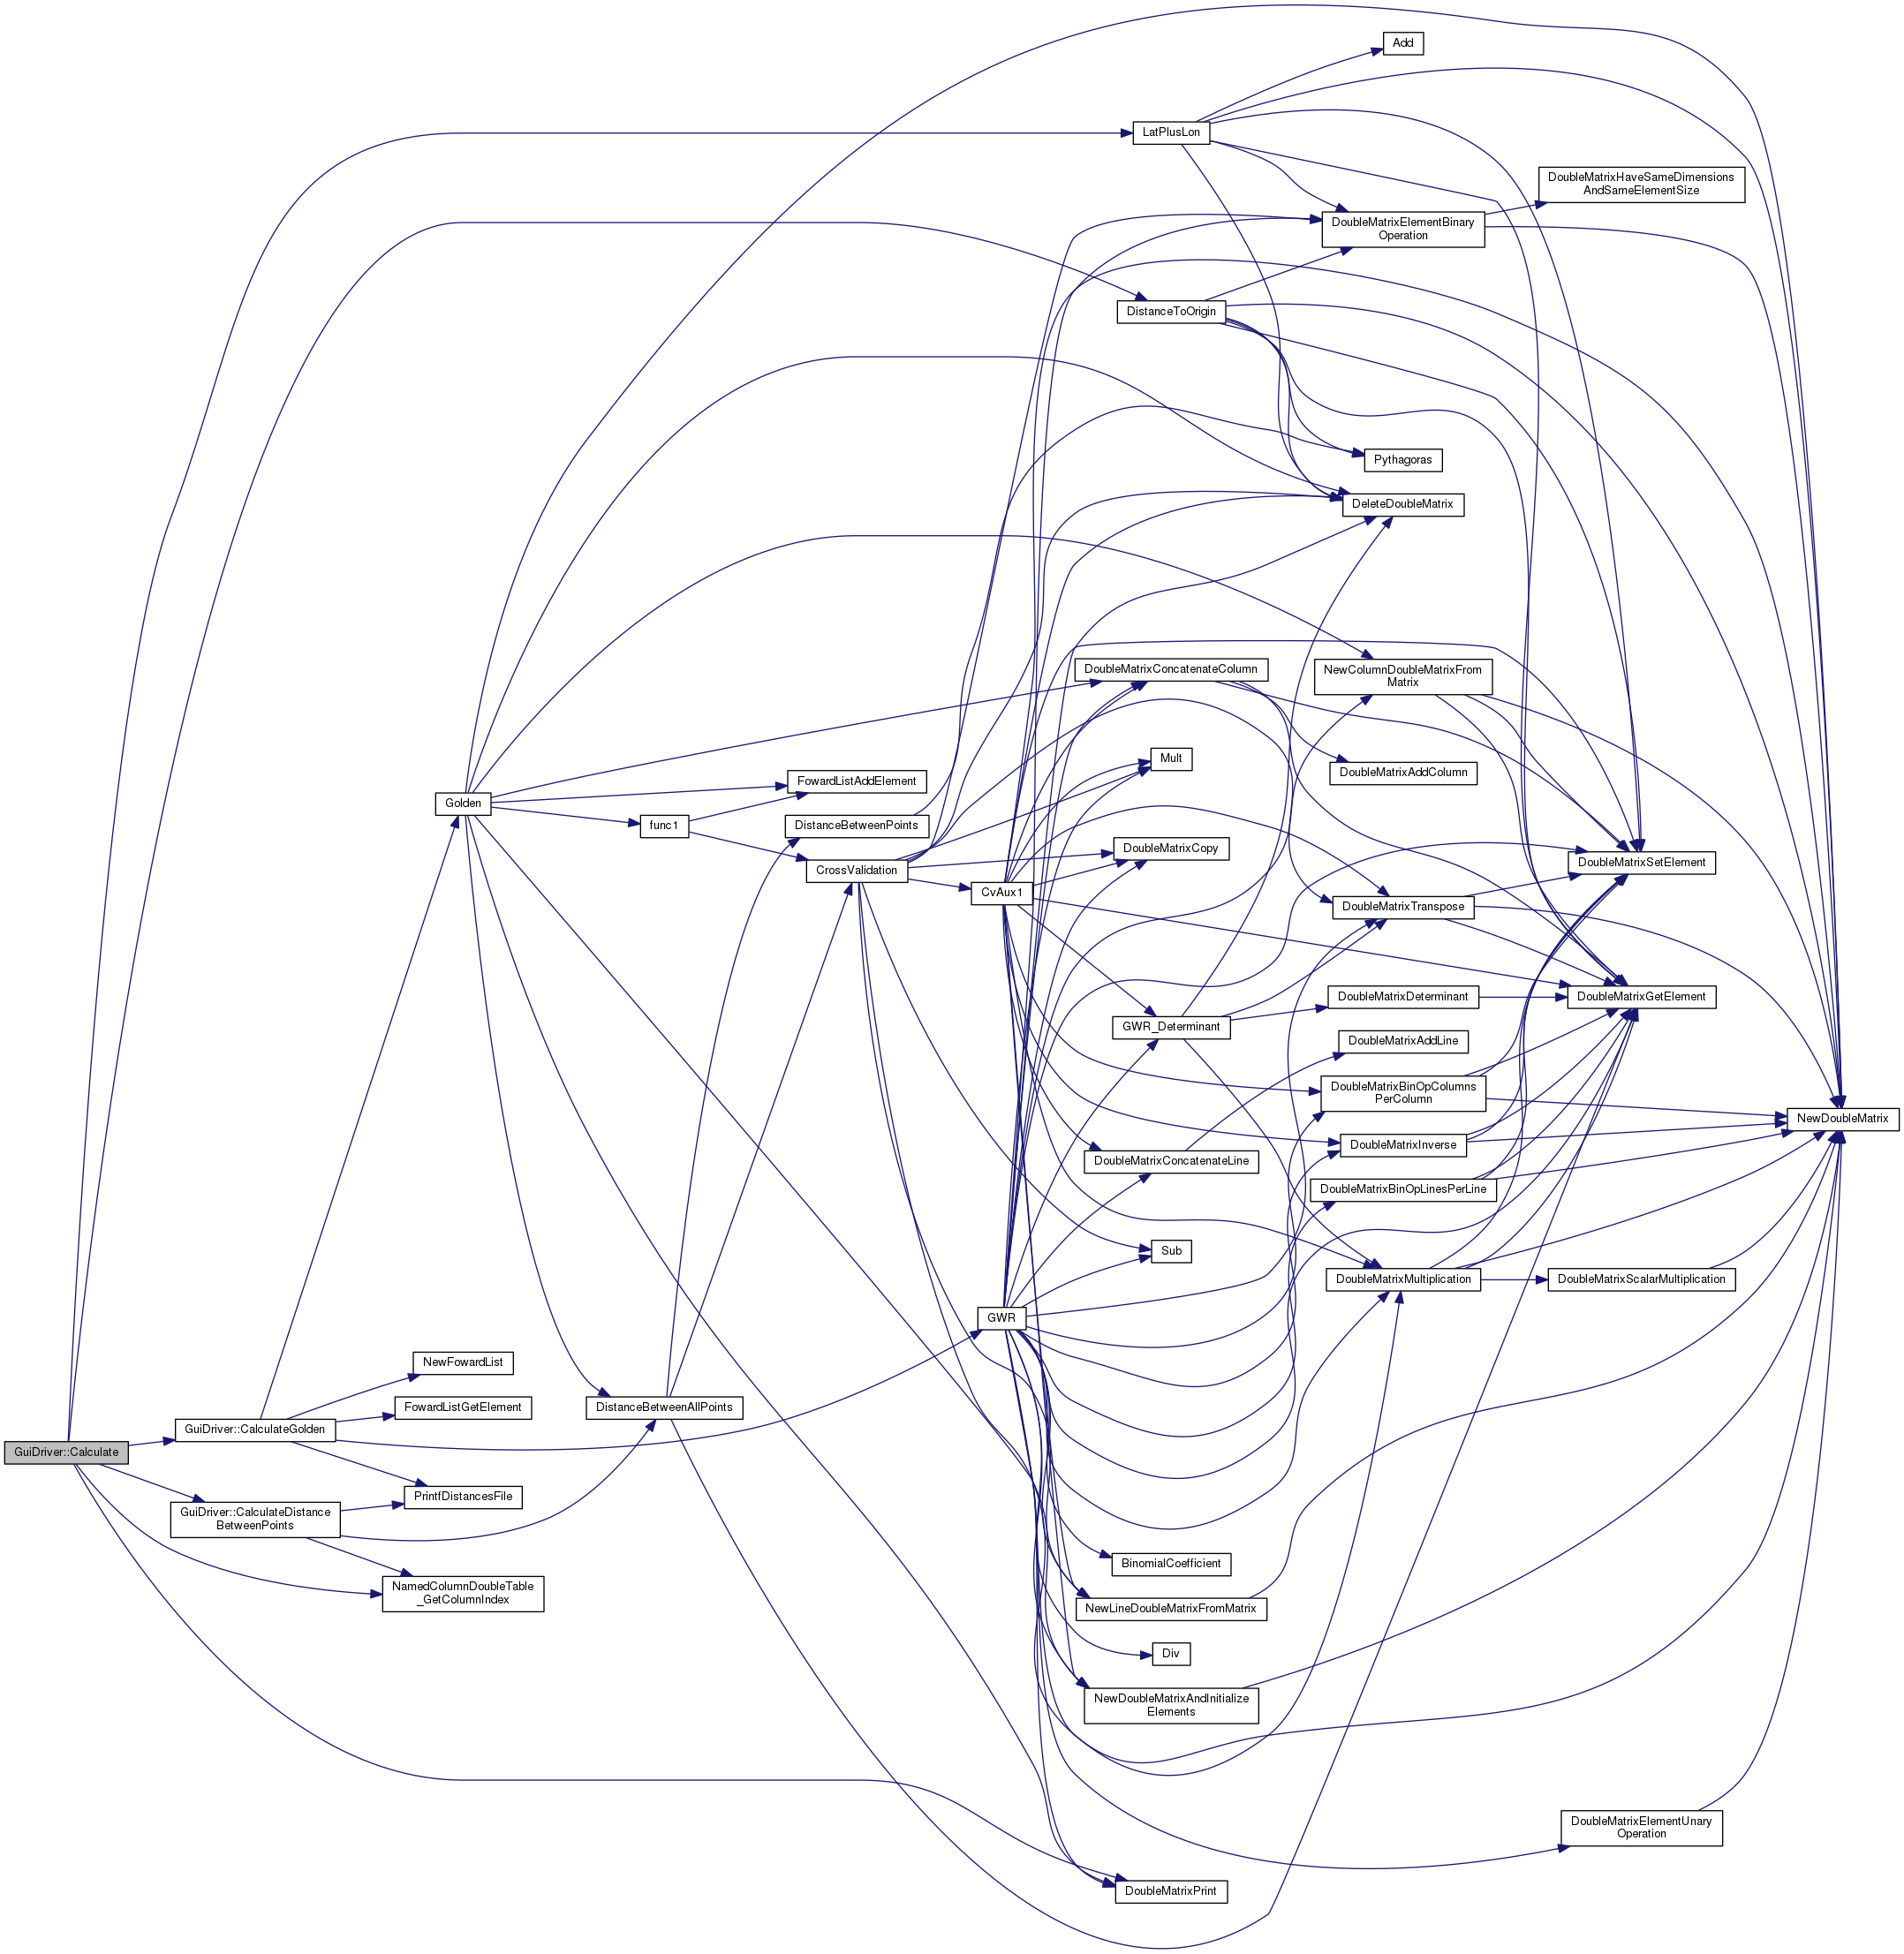 Add
LatPlusLon
DoubleMatrixHaveSameDimensions
AndSameElementSize
DoubleMatrixElementBinary
Operation
DistanceToOrigin
Pythagoras
DeleteDoubleMatrix
DoubleMatrixConcatenateColumn
NewColumnDoubleMatrixFrom
Matrix
Mult
DoubleMatrixAddColumn
FowardListAddElement
Golden
func1
DistanceBetweenPoints
DoubleMatrixCopy
CrossValidation
CvAux1
DoubleMatrixSetElement
DoubleMatrixTranspose
DoubleMatrixDeterminant
DoubleMatrixGetElement
GWR_Determinant
DoubleMatrixAddLine
DoubleMatrixBinOpColumns
PerColumn
NewDoubleMatrix
DoubleMatrixInverse
DoubleMatrixConcatenateLine
DoubleMatrixBinOpLinesPerLine
Sub
DoubleMatrixMultiplication
DoubleMatrixScalarMultiplication
GWR
NewFowardList
FowardListGetElement
DistanceBetweenAllPoints
GuiDriver::CalculateGolden
GuiDriver::Calculate
PrintfDistancesFile
GuiDriver::CalculateDistance
BetweenPoints
BinomialCoefficient
NamedColumnDoubleTable
_GetColumnIndex
NewLineDoubleMatrixFromMatrix
Div
NewDoubleMatrixAndInitialize
Elements
DoubleMatrixElementUnary
Operation
DoubleMatrixPrint